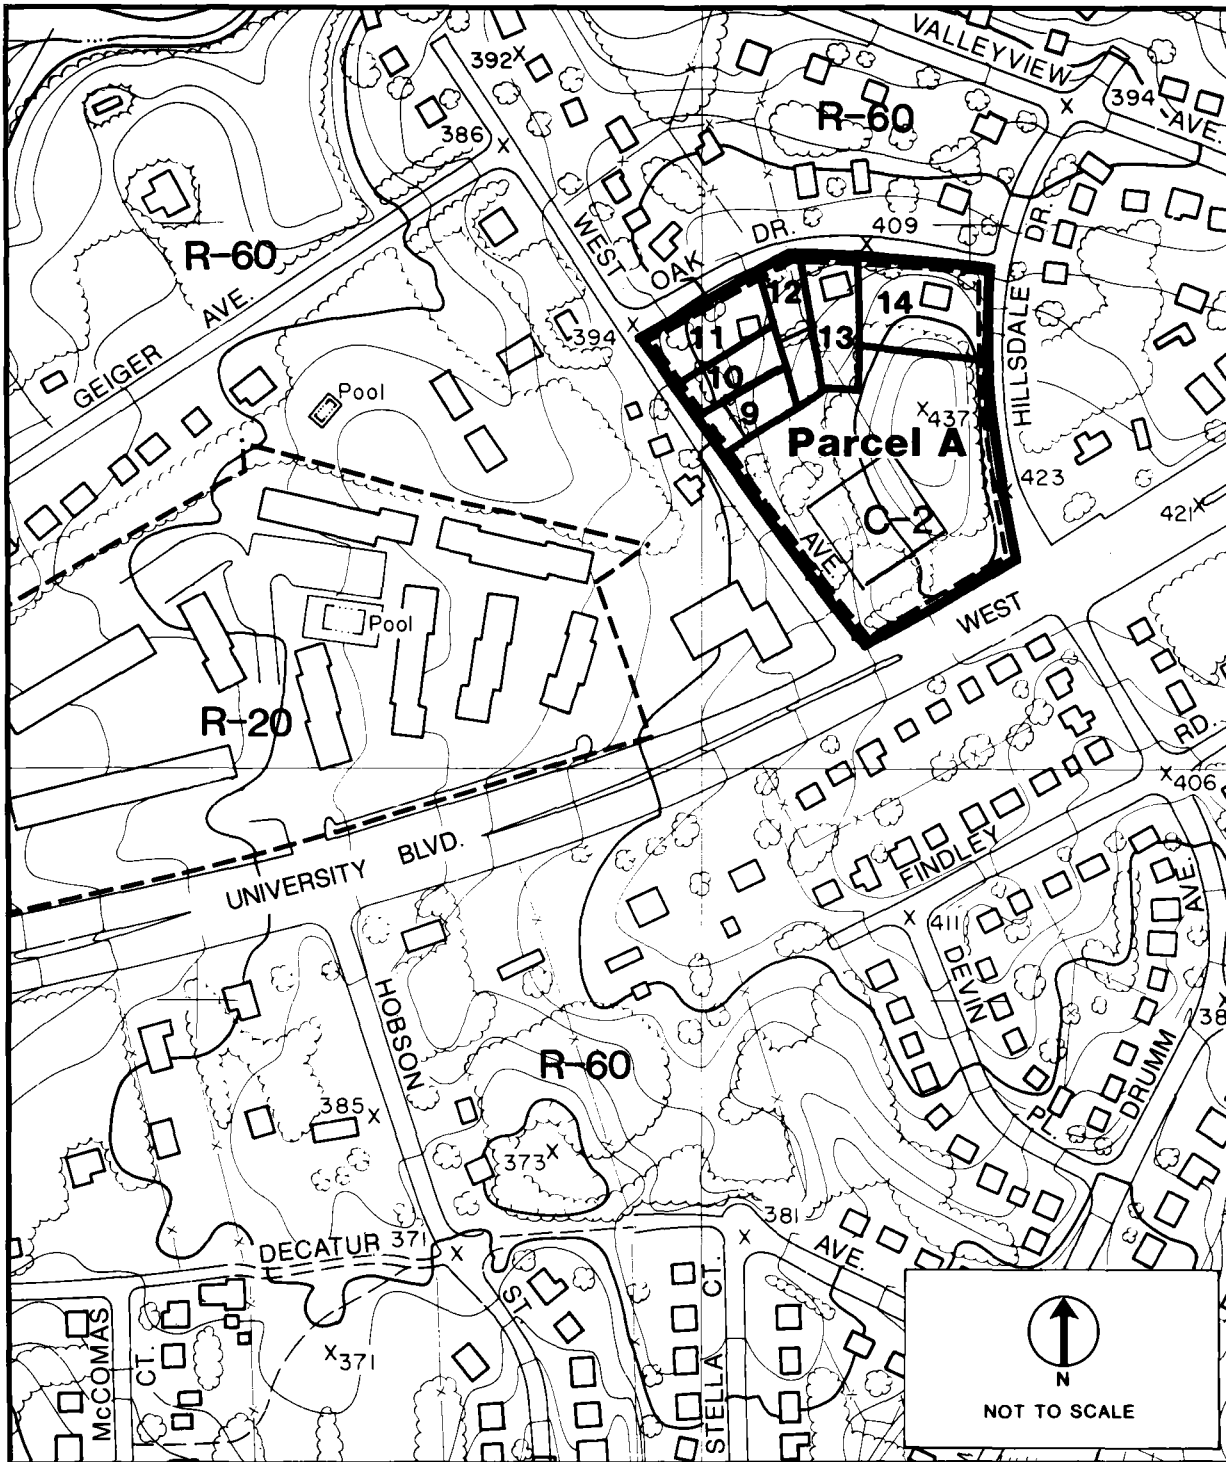 VALLEYVIEW
AVE.
392
394
386
R-60
R-60
WEST
DR.
409
OAK
DR.
AVE.
GEIGER
394
12
14
11
13
HILLSDALE
10
9
437
Pool
Parcel A
423
421
C-2
AVE.
WEST
Pool
R-20
RD.
406
UNIVERSITY BLVD.
FINDLEY
AVE.
411
DEVIN
HOBSON
R-60
DRUMM
385
PL.
373
381
DECATUR 371
AVE.
ST.
CT.
371
McCOMAS
CT.
STELLA
N
NOT TO SCALE